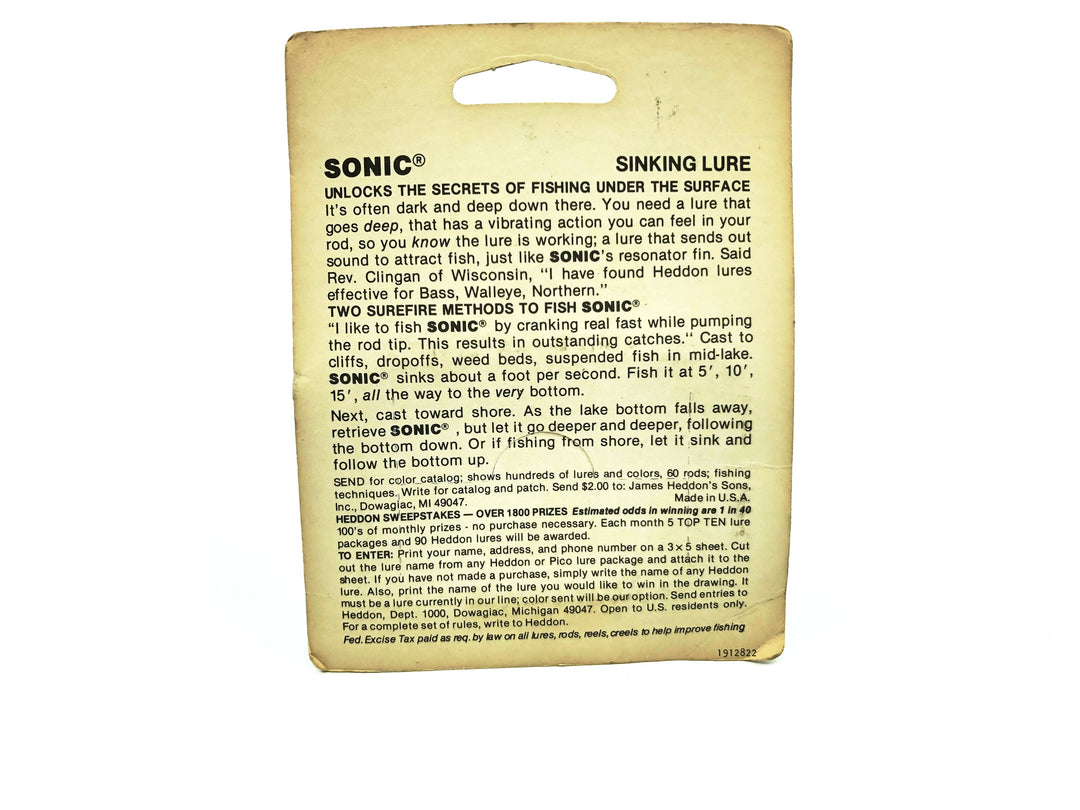 SONIC® SINKING LURE
UNLOCKS THE SECRETS OF FISHING UNDER THE SURFACE
It's often dark and deep down there. You need a lure that
goes deep, that has a vibrating action you can feel in your
rod, so you know the lure is working; a lure that sends out
sound to attract fish, just like SONIC's resonator fin. Said
Rev. Clingan of Wisconsin, “I have found Heddon lures
effective for Bass, Walleye, Northern.”
TWO SUREFIRE METHODS TO FISH SONIC®
“I like to fish SONIC® by cranking real fast while pumping
the rod tip. This results in outstanding catches.“ Cast to
cliffs, dropoffs, weed beds, suspended fish in mid-lake.
SONIC® sinks about a foot per second. Fish it at 5′, 10′,
15′, all the way to the very bottom.
Next, cast toward shore. As the lake bottom falls away,
retrieve SONIC® , but let it go deeper and deeper, following
the bottom down. Or if fishing from shore, let it sink and
follow the bottom up.
SEND for color catalog; shows hundreds of lures and colors, 60 rods; fishing
techniques. Write for catalog and patch. Send $2.00 to: James Heddon's Sons,
Inc., Dowagiac, MI 49047. Made in U.S.A.
HEDDON SWEEPSTAKES — OVER 1800 PRIZES Estimated odds in winning are 1 in 40
100's of monthly prizes - no purchase necessary. Each month 5 TOP TEN lure
packages and 90 Heddon lures will be awarded.
TO ENTER: Print your name, address, and phone number on a 3×5 sheet. Cut
out the lure name from any Heddon or Pico lure package and attach it to the
sheet. If you have not made a purchase, simply write the name of any Heddon
lure. Also, print the name of the lure you would like to win in the drawing. It
must be a lure currently in our line; color sent will be our option. Send entries to
Heddon, Dept. 1000, Dowagiac, Michigan 49047. Open to U.S. residents only.
For a complete set of rules, write to Heddon.
Fed. Excise Tax paid as req. by law on all lures, rods, reels, creels to help improve fishing
1912822